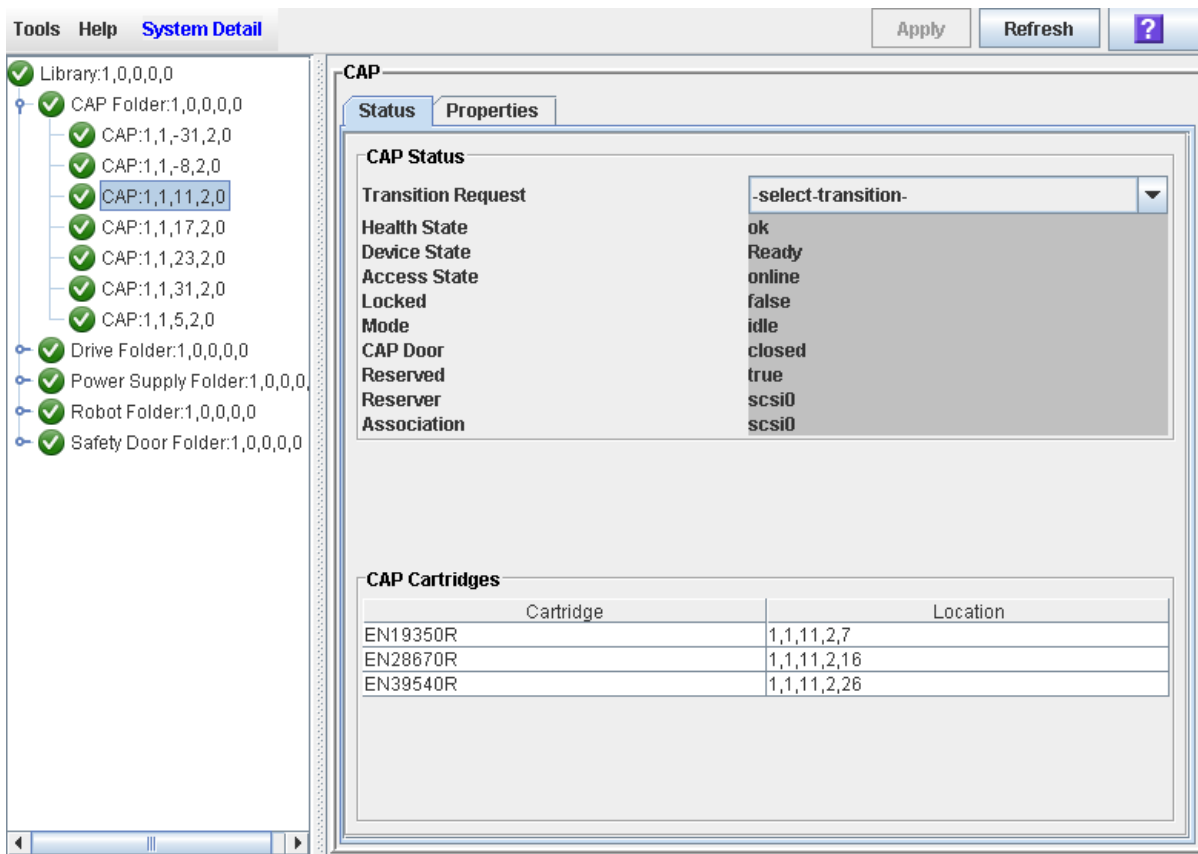 Tools Help System Detail
Apply Refresh ?
Library:1,0,0,0,0
CAP Folder:1,0,0,0,0
CAP:1,1,-31,2,0
CAP:1,1,-8,2,0
CAP:1,1,11,2,0
CAP:1,1,17,2,0
CAP:1,1,23,2,0
CAP:1,1,31,2,0
CAP:1,1,5,2,0
Drive Folder:1,0,0,0,0
Power Supply Folder:1,0,0,0,
Robot Folder:1,0,0,0,0
Safety Door Folder:1,0,0,0,0
CAP
Status Properties
CAP Status
Transition Request -select-transition-
Health State ok
Device State Ready
Access State online
Locked false
Mode idle
CAP Door closed
Reserved true
Reserver scsi0
Association scsi0
CAP Cartridges
Cartridge Location
EN19350R 1,1,11,2,7
EN28670R 1,1,11,2,16
EN39540R 1,1,11,2,26